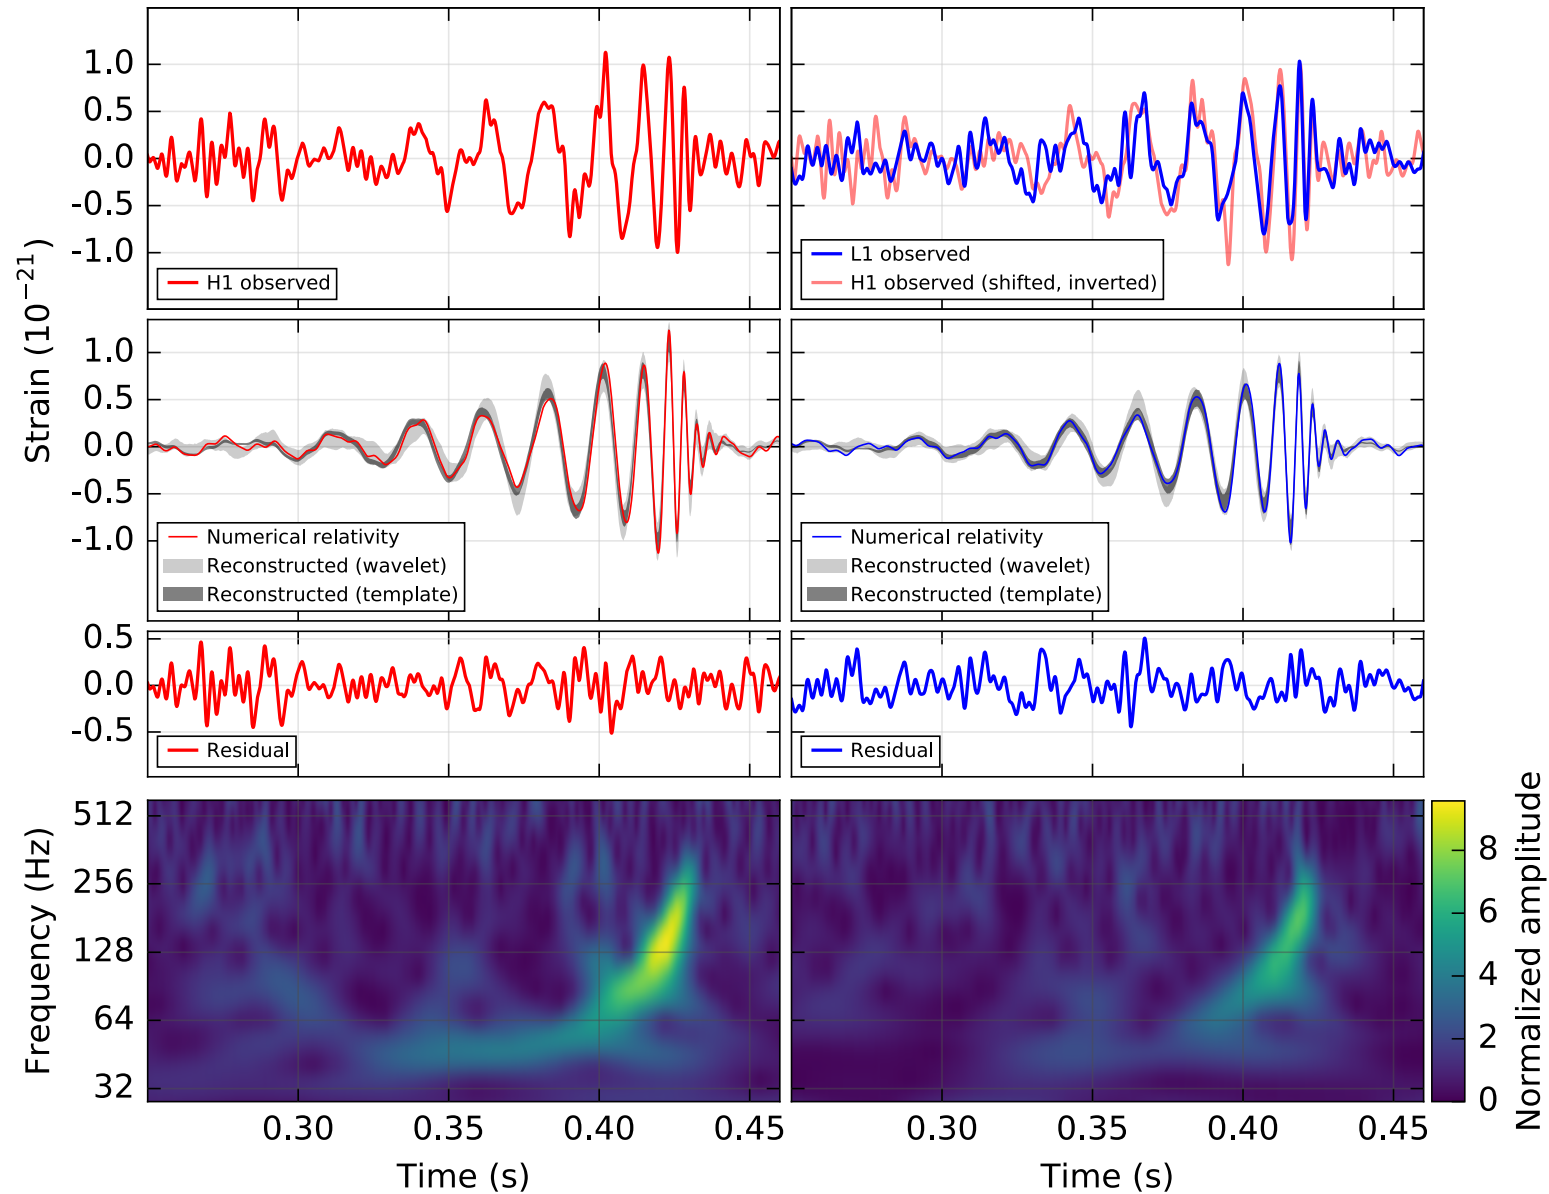 Strain (10⁻²¹)
1.0
0.5
0.0
-0.5
-1.0
H1 observed
L1 observed
H1 observed (shifted, inverted)
1.0
0.5
0.0
-0.5
-1.0
Numerical relativity
Reconstructed (wavelet)
Reconstructed (template)
Numerical relativity
Reconstructed (wavelet)
Reconstructed (template)
0.5
0.0
-0.5
Residual
Residual
Frequency (Hz)
512
256
128
64
32
0.30 0.35 0.40 0.45
Time (s)
0.30 0.35 0.40 0.45
Time (s)
8
6
4
2
0
Normalized amplitude